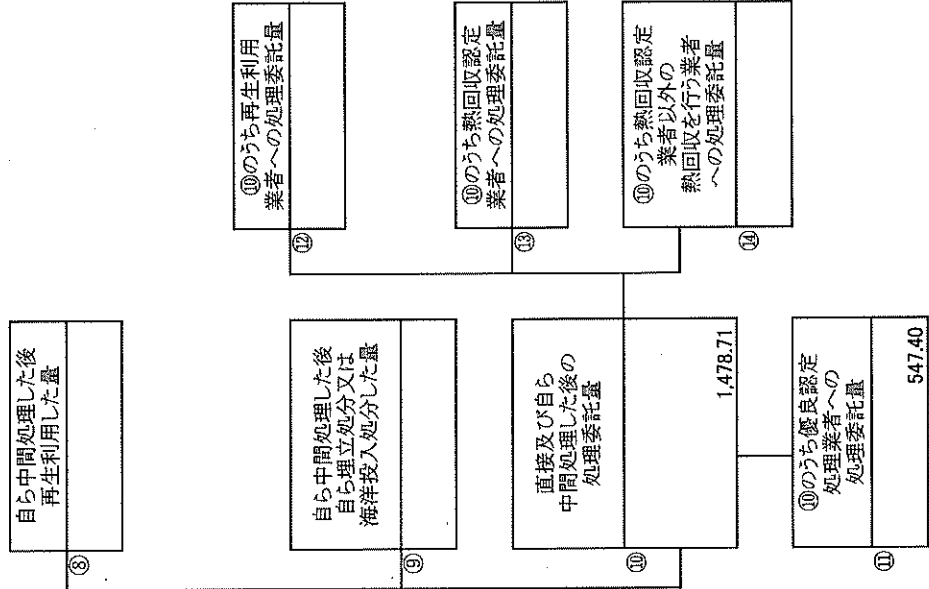 ⑧
自ら中間処理した後
再生利用した量
⑨
自ら中間処理した後
自ら埋立処分又は
海洋投入処分した量
⑩
直接及び自ら
中間処理した後の
処理委託量
1,478.71
⑪
⑩のうち優良認定
処理業者への
処理委託量
547.40
⑫
⑩のうち再生利用
業者への処理委託量
⑬
⑩のうち熱回収認定
業者への処理委託量
⑭
⑩のうち熱回収認定
業者以外の
熱回収を行う業者
への処理委託量